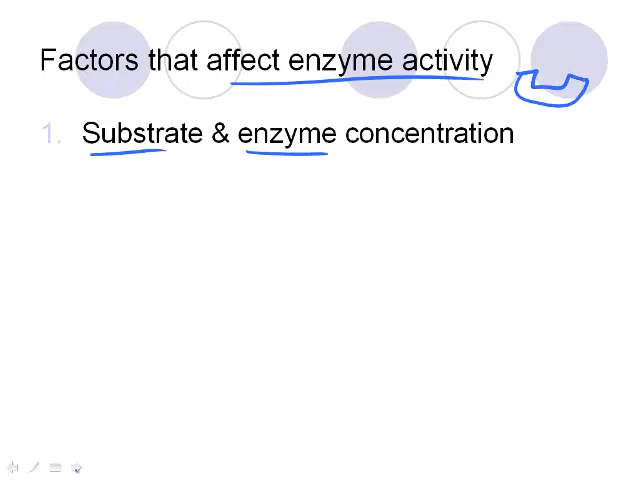 Factors that affect enzyme activity
1. Substrate & enzyme concentration